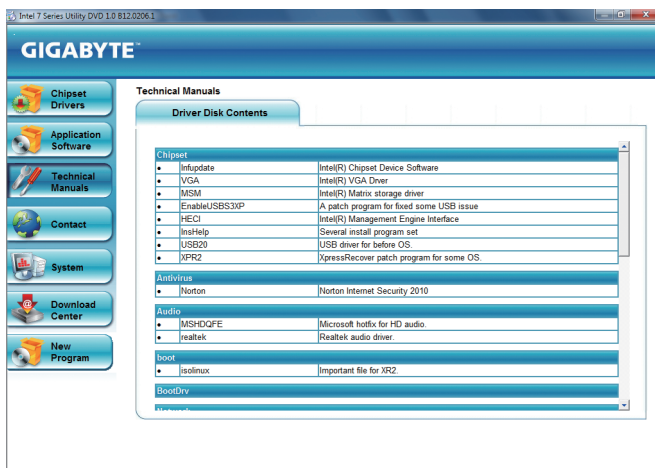 Intel 7 Series Utility DVD 1.0 B12.0206.1
GIGABYTE™
Chipset
Drivers
Application
Software
Technical
Manuals
Contact
System
Download
Center
New
Program
Technical Manuals
Driver Disk Contents
Chipset
• Infupdate Intel(R) Chipset Device Software
• VGA Intel(R) VGA Drver
• MSM Intel(R) Matrix storage driver
• EnableUSBS3XP A patch program for fixed some USB issue
• HECI Intel(R) Management Engine Interface
• InsHelp Several install program set
• USB20 USB driver for before OS.
• XPR2 XpressRecover patch program for some OS.
Antivirus
• Norton Norton Internet Security 2010
Audio
• MSHDQFE Microsoft hotfix for HD audio.
• realtek Realtek audio driver.
boot
• isolinux Important file for XR2.
BootDrv
Network